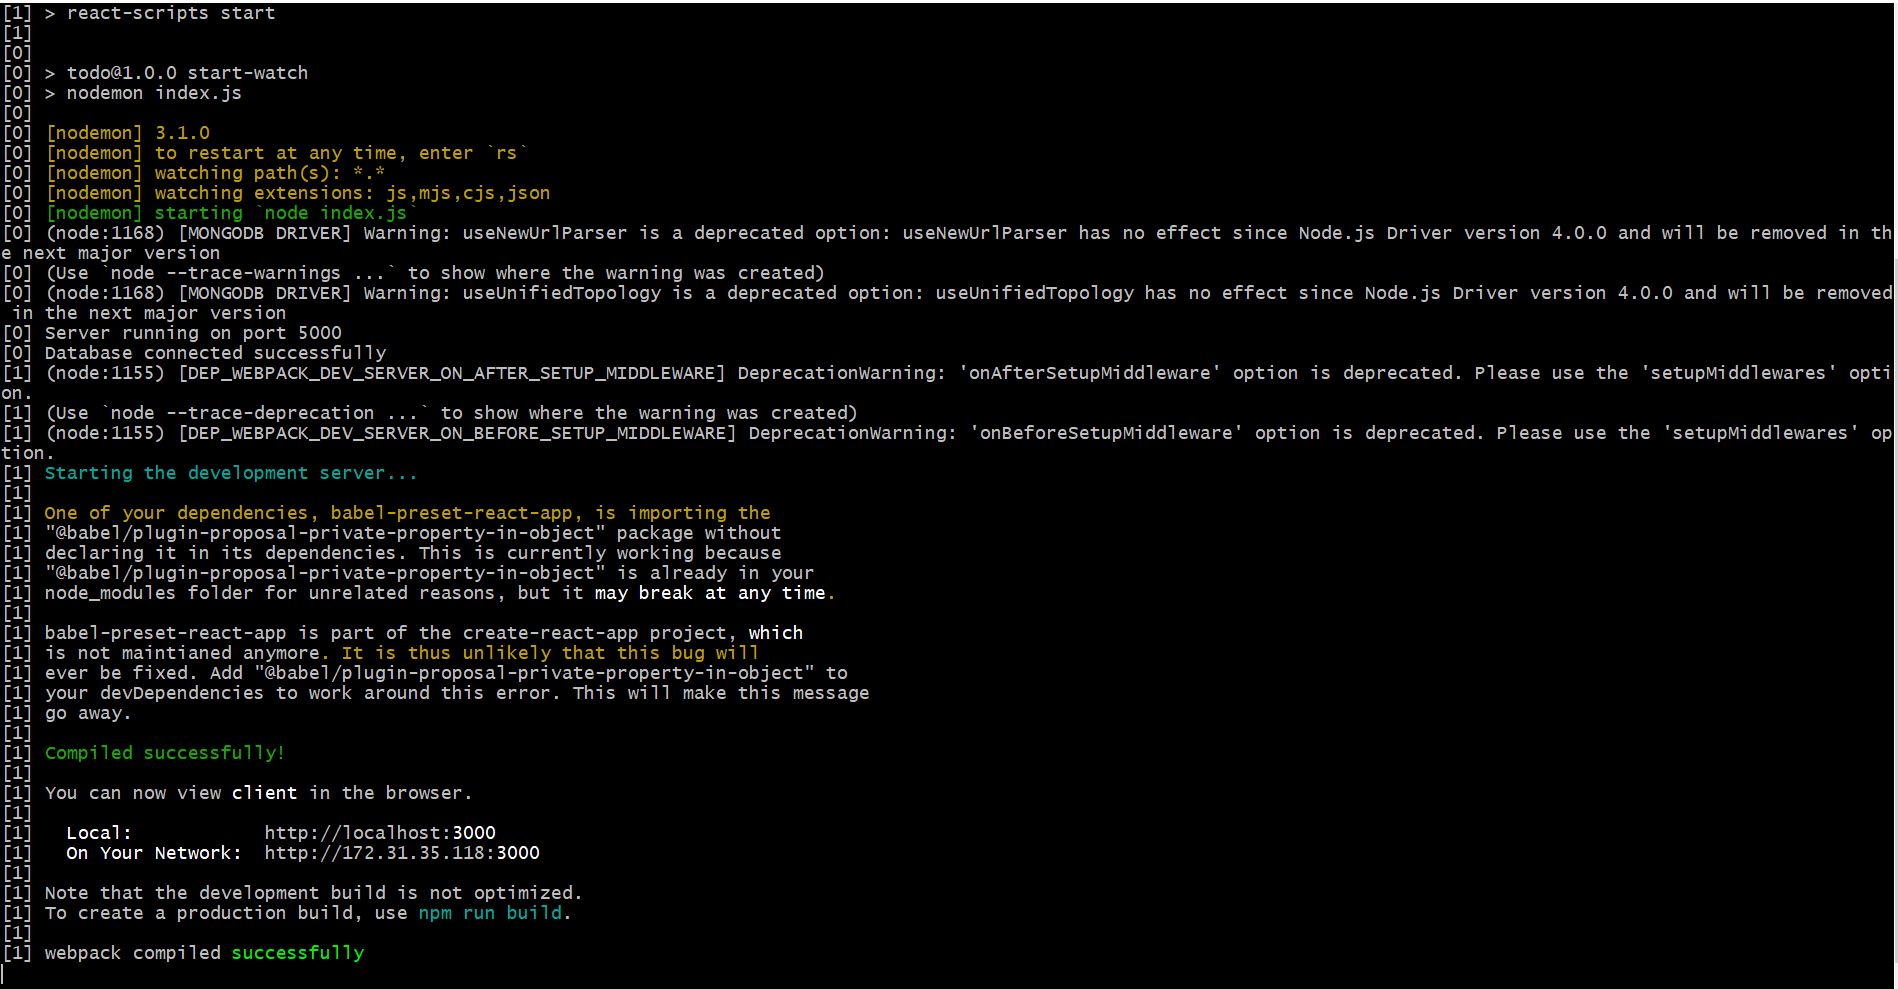 [1] > react-scripts start
[1]
[0]
[0] > todo@1.0.0 start-watch
[0] > nodemon index.js
[0]
[0] [nodemon] 3.1.0
[0] [nodemon] to restart at any time, enter `rs`
[0] [nodemon] watching path(s): *.*
[0] [nodemon] watching extensions: js,mjs,cjs,json
[0] [nodemon] starting `node index.js`
[0] (node:1168) [MONGODB DRIVER] Warning: useNewUrlParser is a deprecated option: useNewUrlParser has no effect since Node.js Driver version 4.0.0 and will be removed in th
e next major version
[0] (Use `node --trace-warnings ...` to show where the warning was created)
[0] (node:1168) [MONGODB DRIVER] Warning: useUnifiedTopology is a deprecated option: useUnifiedTopology has no effect since Node.js Driver version 4.0.0 and will be removed
 in the next major version
[0] Server running on port 5000
[0] Database connected successfully
[1] (node:1155) [DEP_WEBPACK_DEV_SERVER_ON_AFTER_SETUP_MIDDLEWARE] DeprecationWarning: 'onAfterSetupMiddleware' option is deprecated. Please use the 'setupMiddlewares' opti
on.
[1] (Use `node --trace-deprecation ...` to show where the warning was created)
[1] (node:1155) [DEP_WEBPACK_DEV_SERVER_ON_BEFORE_SETUP_MIDDLEWARE] DeprecationWarning: 'onBeforeSetupMiddleware' option is deprecated. Please use the 'setupMiddlewares' op
tion.
[1] Starting the development server...
[1]
[1] One of your dependencies, babel-preset-react-app, is importing the
[1] "@babel/plugin-proposal-private-property-in-object" package without
[1] declaring it in its dependencies. This is currently working because
[1] "@babel/plugin-proposal-private-property-in-object" is already in your
[1] node_modules folder for unrelated reasons, but it may break at any time.
[1]
[1] babel-preset-react-app is part of the create-react-app project, which
[1] is not maintianed anymore. It is thus unlikely that this bug will
[1] ever be fixed. Add "@babel/plugin-proposal-private-property-in-object" to
[1] your devDependencies to work around this error. This will make this message
[1] go away.
[1]
[1] Compiled successfully!
[1]
[1] You can now view client in the browser.
[1]
[1]   Local:            http://localhost:3000
[1]   On Your Network:  http://172.31.35.118:3000
[1]
[1] Note that the development build is not optimized.
[1] To create a production build, use npm run build.
[1]
[1] webpack compiled successfully